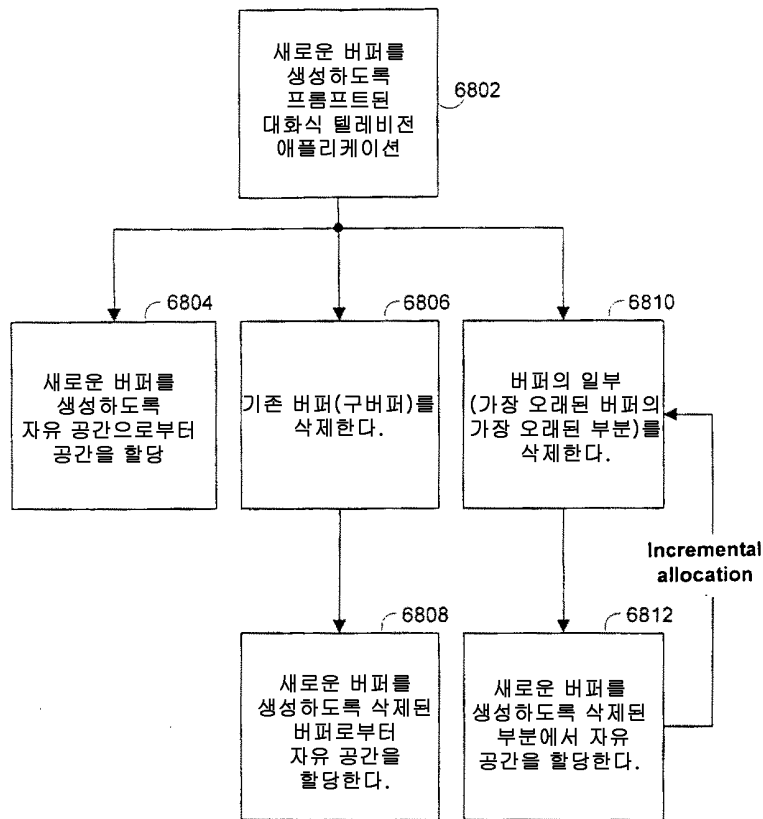 새로운 버퍼를
생성하도록
프롬프트된
대화식 텔레비전
애플리케이션
6802
6804
새로운 버퍼를
생성하도록
자유 공간으로부터
공간을 할당
6806
기존 버퍼(구버퍼)를
삭제한다.
6810
버퍼의 일부
(가장 오래된 버퍼의
가장 오래된 부분)를
삭제한다.
Incremental
allocation
6808
새로운 버퍼를
생성하도록 삭제된
버퍼로부터
자유 공간을
할당한다.
6812
새로운 버퍼를
생성하도록 삭제된
부분에서 자유
공간을 할당한다.